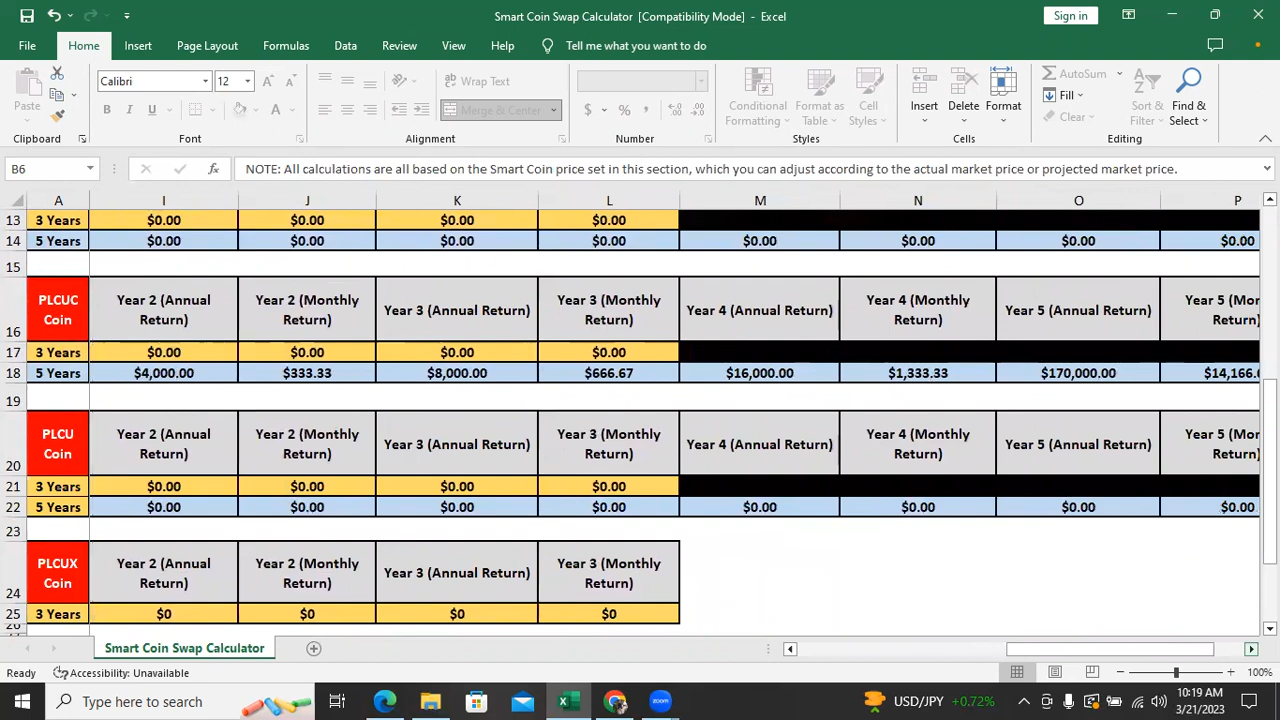 Smart Coin Swap Calculator [Compatibility Mode] - Excel
Sign in
File Home Insert Page Layout Formulas Data Review View Help Tell me what you want to do
Paste
Clipboard
Calibri 12
B I U A
Font
Wrap Text
Merge & Center
Alignment
$ % ,
Number
Conditional Formatting
Format as Table
Cell Styles
Styles
Insert Delete Format
Cells
AutoSum
Fill
Clear
Sort & Filter
Find & Select
Editing
B6 fx NOTE: All calculations are all based on the Smart Coin price set in this section, which you can adjust according to the actual market price or projected market price.
A I J K L M N O P
13 3 Years $0.00 $0.00 $0.00 $0.00
14 5 Years $0.00 $0.00 $0.00 $0.00 $0.00 $0.00 $0.00 $0.00
15
16 PLCUC Coin Year 2 (Annual Return) Year 2 (Monthly Return) Year 3 (Annual Return) Year 3 (Monthly Return) Year 4 (Annual Return) Year 4 (Monthly Return) Year 5 (Annual Return) Year 5 (Mon Return)
17 3 Years $0.00 $0.00 $0.00 $0.00
18 5 Years $4,000.00 $333.33 $8,000.00 $666.67 $16,000.00 $1,333.33 $170,000.00 $14,166.
19
20 PLCU Coin Year 2 (Annual Return) Year 2 (Monthly Return) Year 3 (Annual Return) Year 3 (Monthly Return) Year 4 (Annual Return) Year 4 (Monthly Return) Year 5 (Annual Return) Year 5 (Mon Return)
21 3 Years $0.00 $0.00 $0.00 $0.00
22 5 Years $0.00 $0.00 $0.00 $0.00 $0.00 $0.00 $0.00 $0.00
23
24 PLCUX Coin Year 2 (Annual Return) Year 2 (Monthly Return) Year 3 (Annual Return) Year 3 (Monthly Return)
25 3 Years $0 $0 $0 $0
26
Smart Coin Swap Calculator
Ready Accessibility: Unavailable 100%
Type here to search
zoom
USD/JPY +0.72%
10:19 AM
3/21/2023